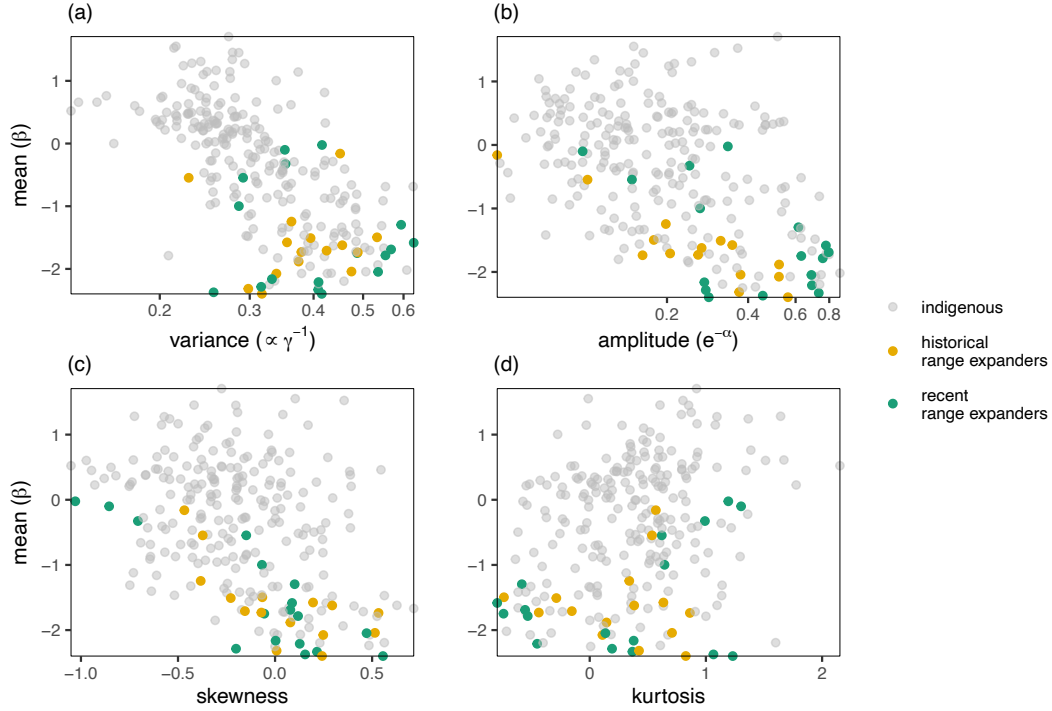 (a)
mean (β)
1
0
−1
−2
0.2
0.3
0.4
0.5
0.6
variance (∝ γ⁻¹)
(b)
mean (β)
1
0
−1
−2
0.2
0.4
0.6
0.8
amplitude (e⁻ᵅ)
indigenous
historical
range expanders
recent
range expanders
(c)
mean (β)
1
0
−1
−2
−1.0
−0.5
0.0
0.5
skewness
(d)
1
0
−1
−2
0
1
2
kurtosis